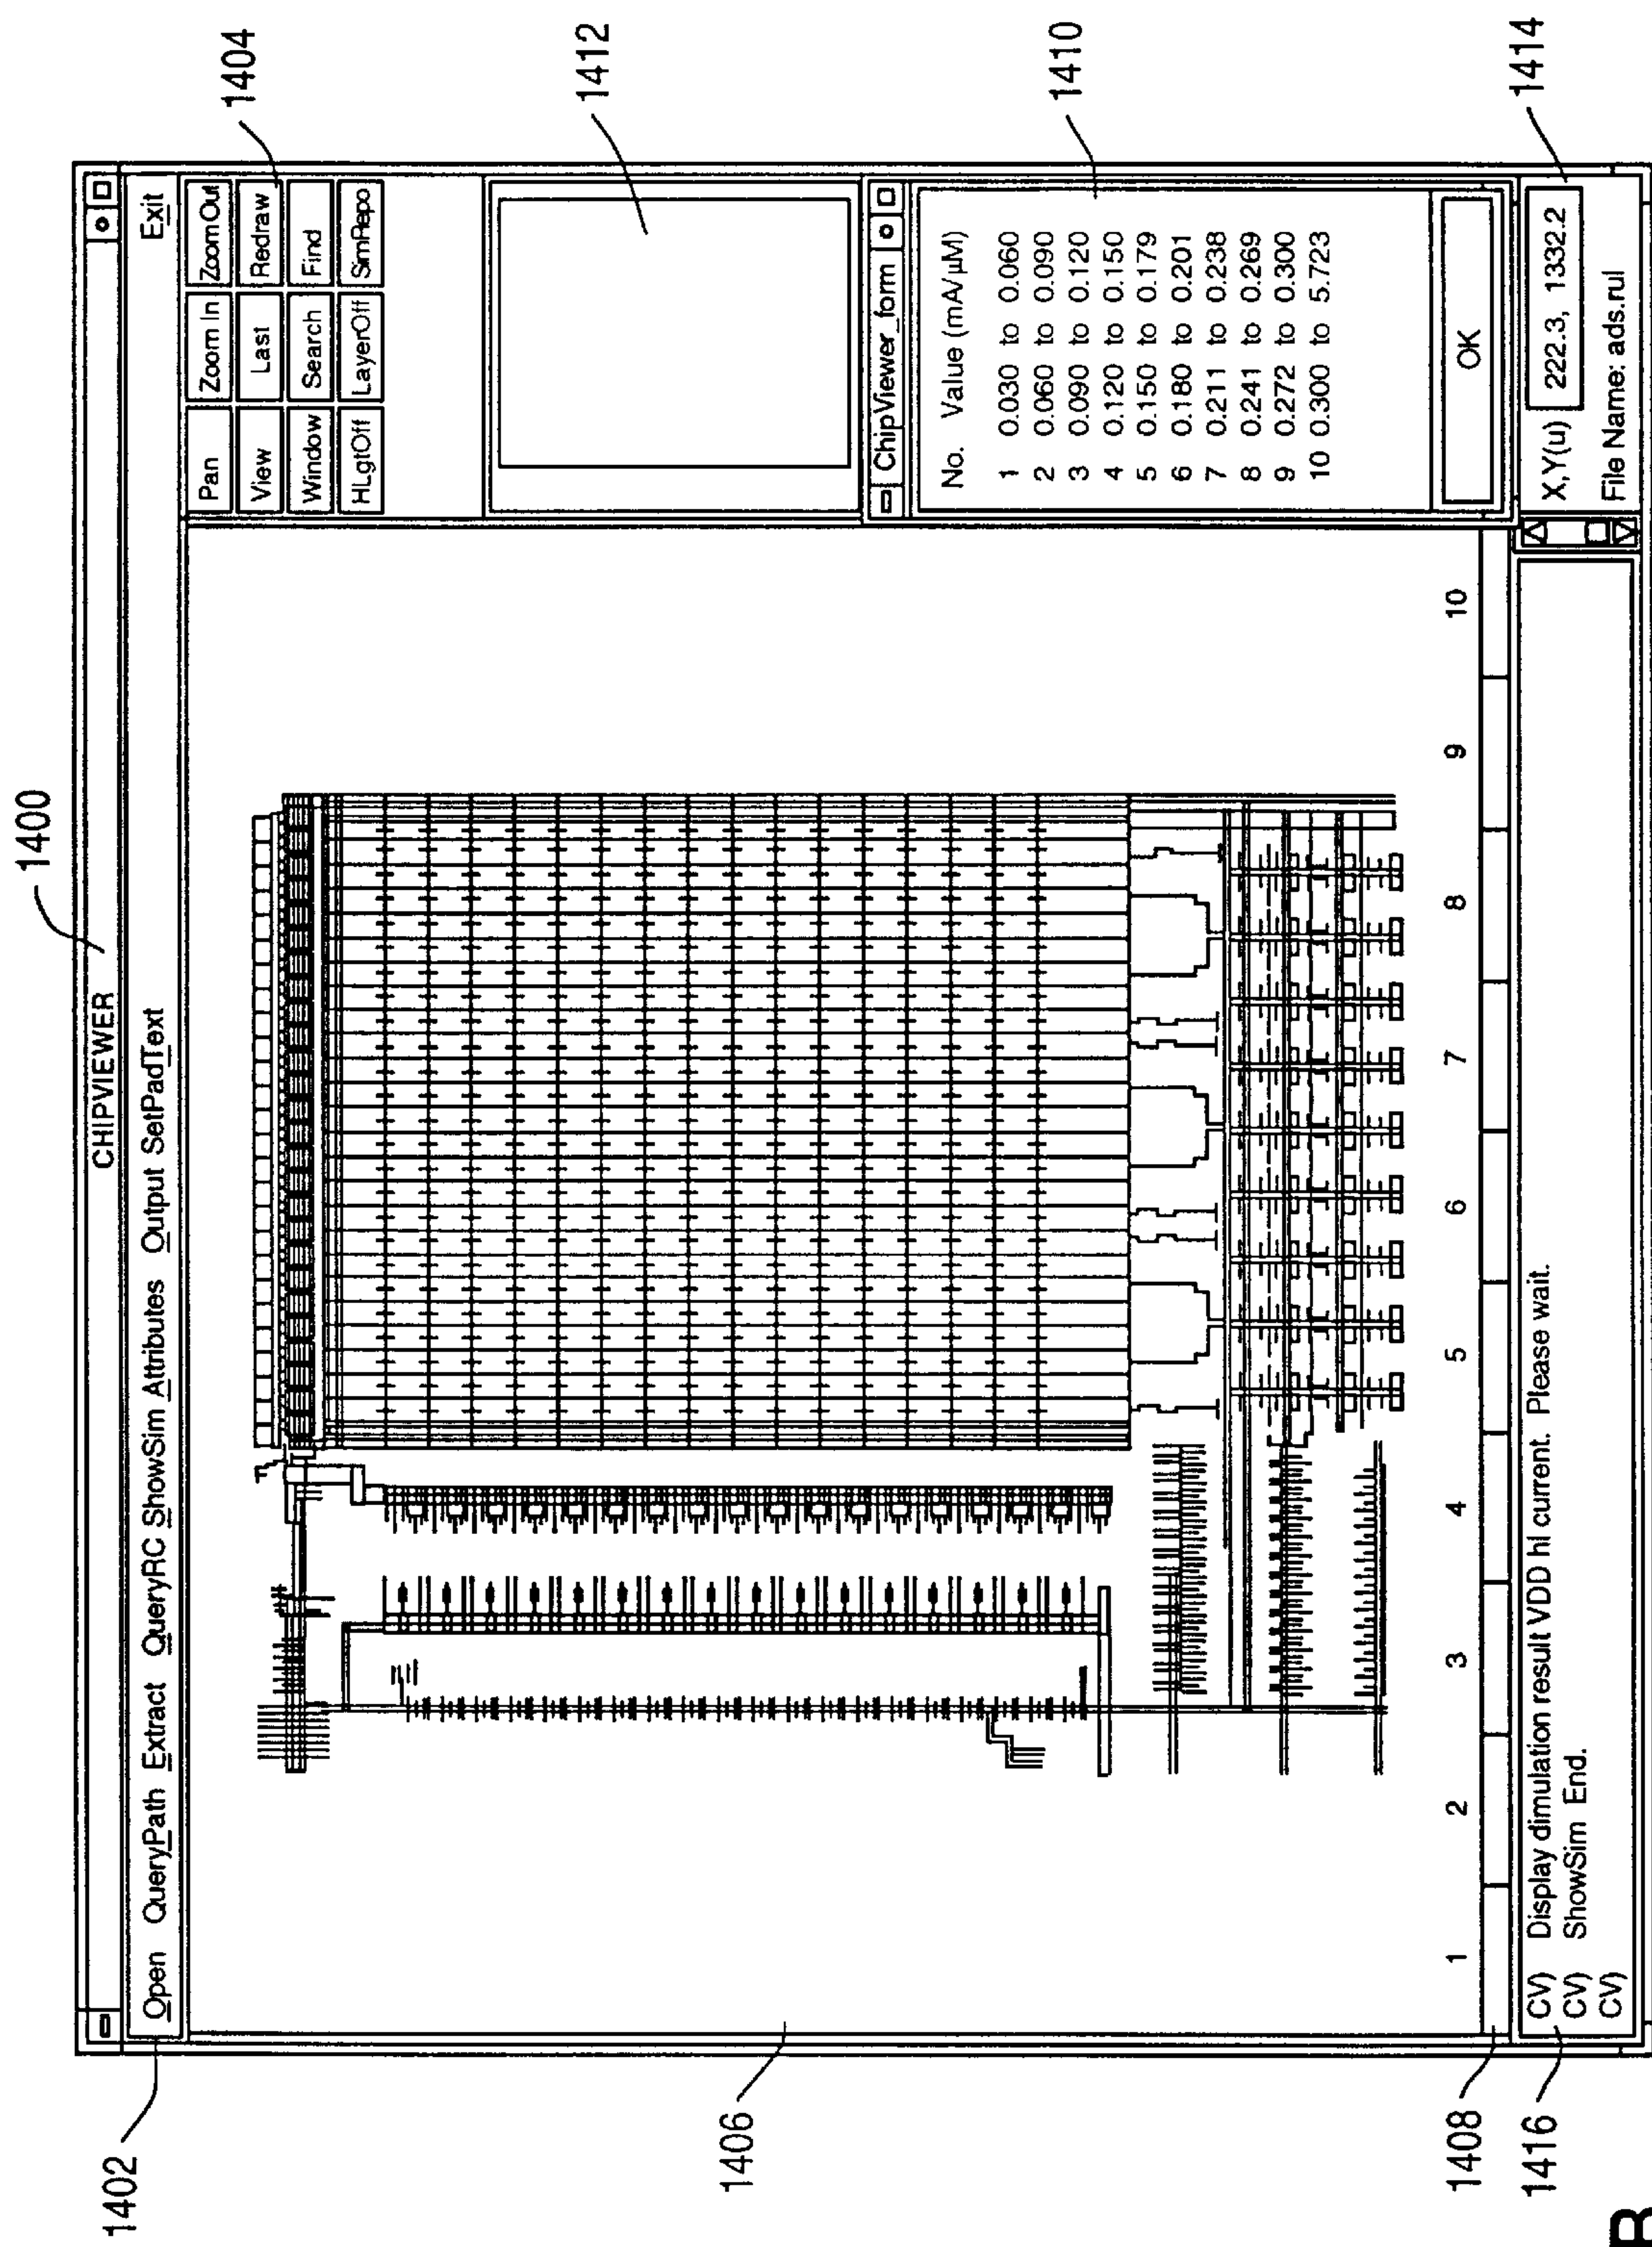 1400
CHIPVIEWER
1402
Open QueryPath Extract QueryRC ShowSim Attributes Output SetPadText Exit
Pan Zoom In Zoom Out
View Last Redraw
Window Search Find
HLgtOff LayerOff SimRepo
1404
1412
1406
ChipViewer_form
No. Value (mA/μM)
1 0.030 to 0.060
2 0.060 to 0.090
3 0.090 to 0.120
4 0.120 to 0.150
5 0.150 to 0.179
6 0.180 to 0.201
7 0.211 to 0.238
8 0.241 to 0.269
9 0.272 to 0.300
10 0.300 to 5.723
1410
OK
1 2 3 4 5 6 7 8 9 10
1408
1416
CV) Display dimulation result VDD hI current. Please wait.
CV) ShowSim End.
CV)
X,Y(u) 222.3, 1332.2
File Name: ads.rul
1414
B